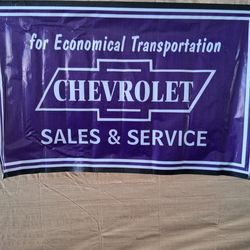 for Economical Transportation
CHEVROLET
SALES & SERVICE